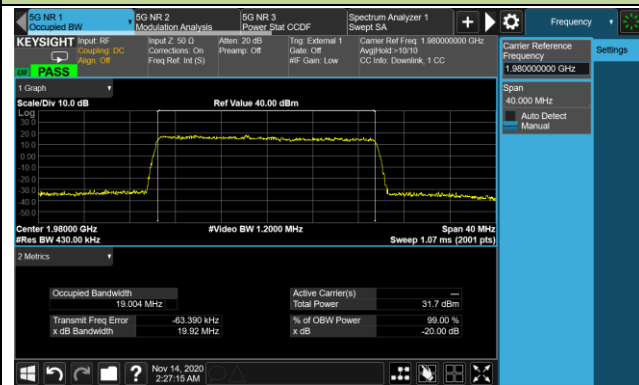 5G NR 1
Occupied BW
5G NR 2
Modulation Analysis
5G NR 3
Power Stat CCDF
Spectrum Analyzer 1
Swept SA
Frequency
KEYSIGHT
Input: RF
Coupling: DC
Align: Off
Input Z: 50 Ω
Corrections: On
Freq Ref: Int (S)
Atten: 20 dB
Preamp: Off
Trig: External 1
Gate: Off
#IF Gain: Low
Carrier Ref Freq: 1.980000000 GHz
Avg|Hold:>10/10
CC Info: Downlink, 1 CC
PASS
Carrier Reference
Frequency
1.980000000 GHz
Settings
Span
40.000 MHz
Auto Detect
Manual
1 Graph
Scale/Div 10.0 dB
Ref Value 40.00 dBm
Log
30.0
20.0
10.0
0.00
-10.0
-20.0
-30.0
-40.0
-50.0
Center 1.98000 GHz
#Video BW 1.2000 MHz
Span 40 MHz
#Res BW 430.00 kHz
Sweep 1.07 ms (2001 pts)
2 Metrics
Occupied Bandwidth
19.004 MHz
Active Carrier(s)
---
Total Power
31.7 dBm
Transmit Freq Error
-63.390 kHz
% of OBW Power
99.00 %
x dB Bandwidth
19.92 MHz
x dB
-20.00 dB
Nov 14, 2020
2:27:15 AM